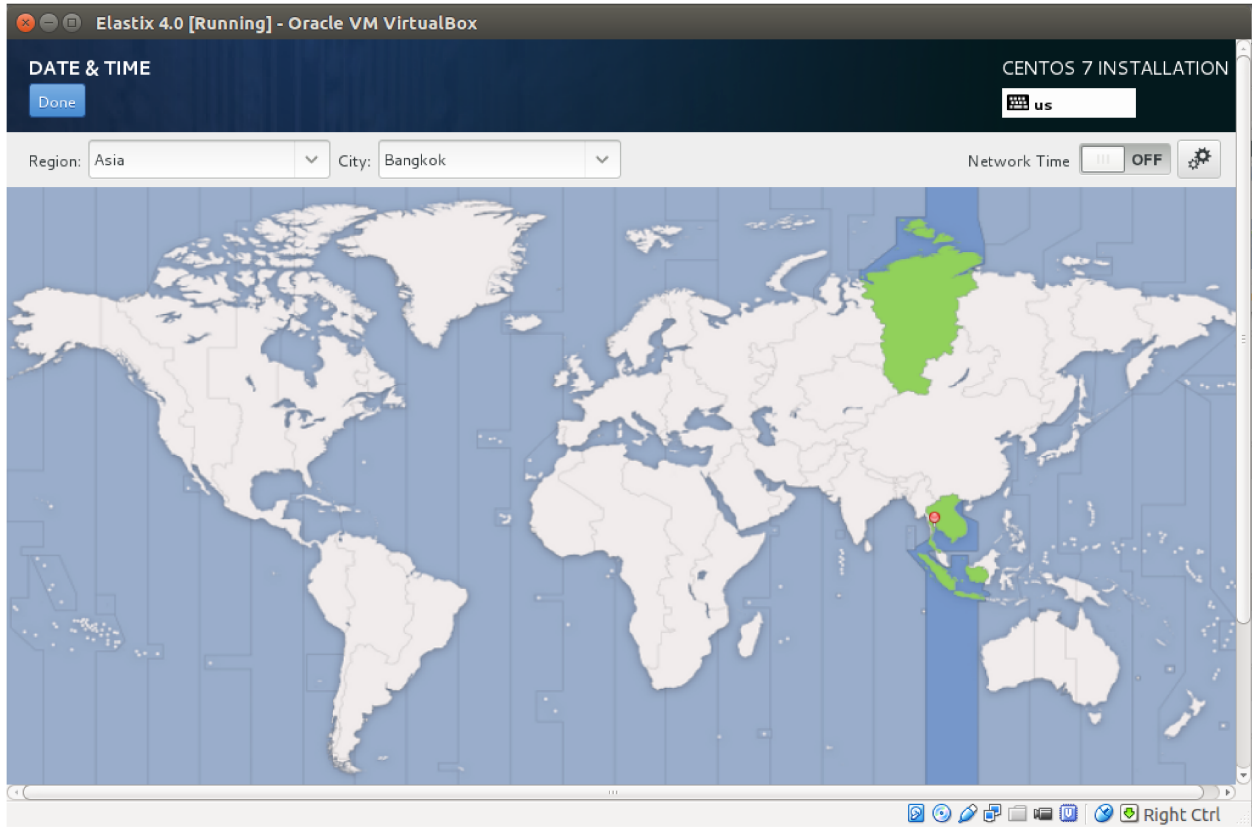 Elastix 4.0 [Running] - Oracle VM VirtualBox
DATE & TIME
CENTOS 7 INSTALLATION
Done
us
Region: Asia City: Bangkok Network Time OFF
Right Ctrl